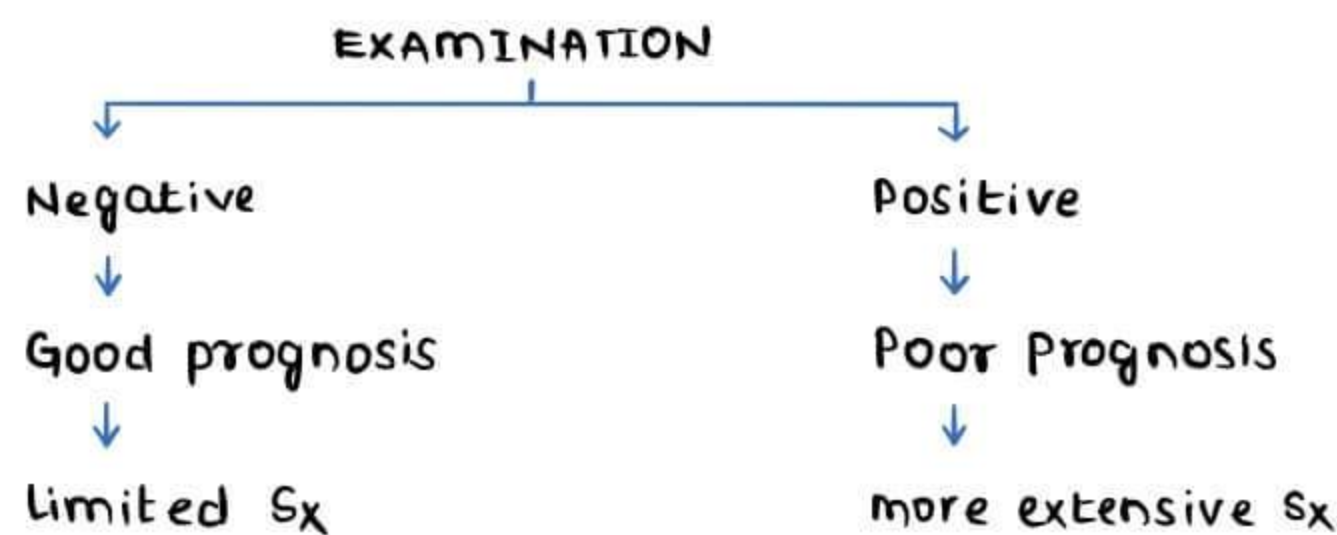 EXAMINATION
Negative Positive
Good prognosis Poor Prognosis
Limited Sx more extensive Sx